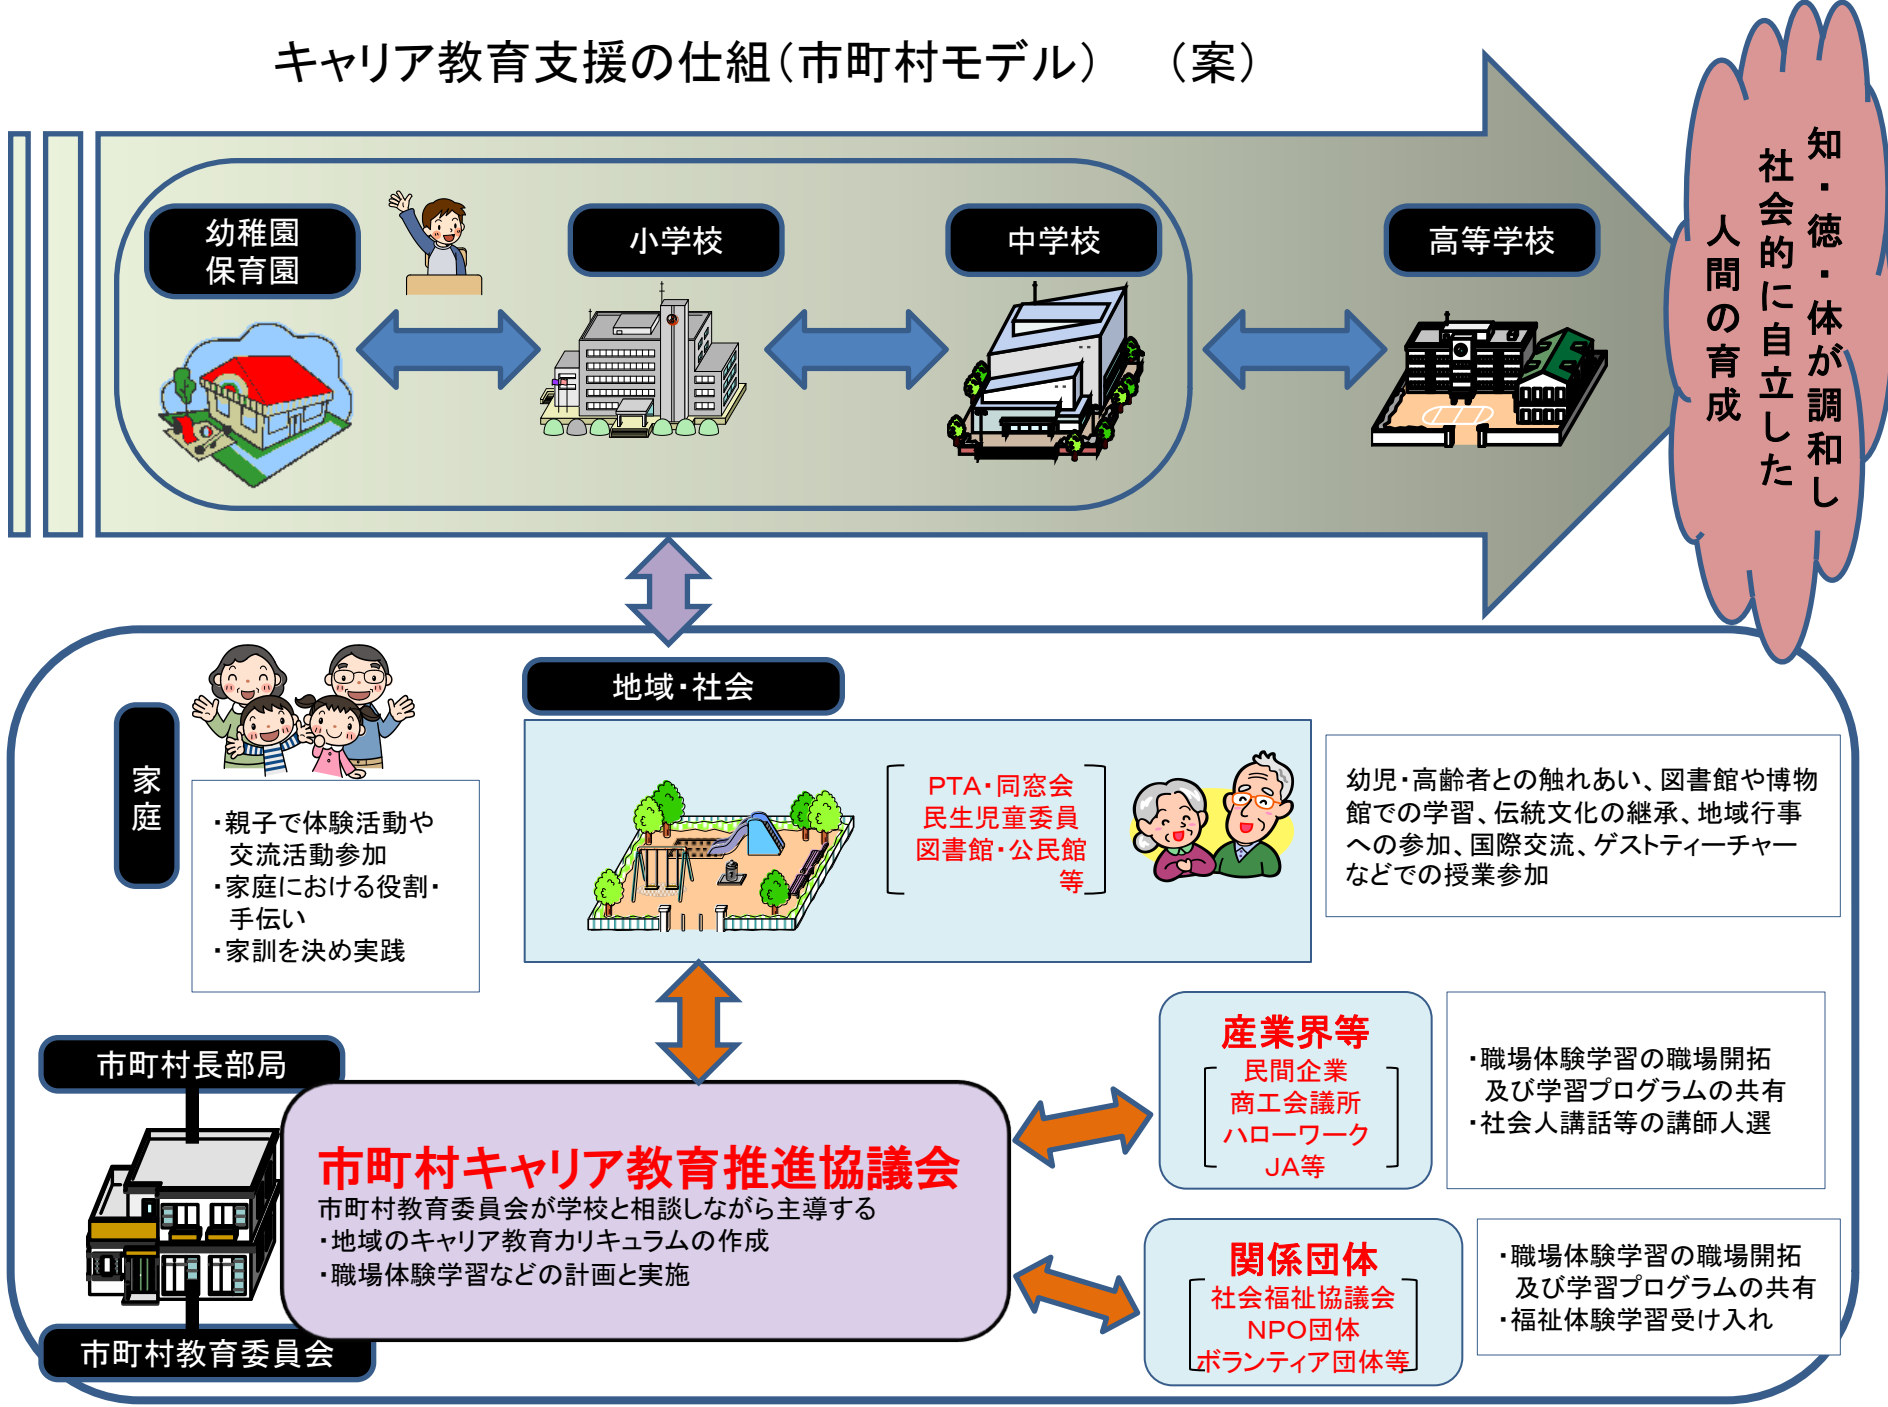 キャリア教育支援の仕組(市町村モデル) (案)
知・徳・体が調和し
社会的に自立した
人間の育成
幼稚園
保育園
小学校
中学校
高等学校
家庭
・親子で体験活動や
交流活動参加
・家庭における役割・
手伝い
・家訓を決め実践
地域・社会
PTA・同窓会
民生児童委員
図書館・公民館
等
幼児・高齢者との触れあい、図書館や博物
館での学習、伝統文化の継承、地域行事
への参加、国際交流、ゲストティーチャー
などでの授業参加
市町村長部局
市町村キャリア教育推進協議会
市町村教育委員会が学校と相談しながら主導する
・地域のキャリア教育カリキュラムの作成
・職場体験学習などの計画と実施
市町村教育委員会
産業界等
民間企業
商工会議所
ハローワーク
JA等
・職場体験学習の職場開拓
及び学習プログラムの共有
・社会人講話等の講師人選
関係団体
社会福祉協議会
NPO団体
ボランティア団体等
・職場体験学習の職場開拓
及び学習プログラムの共有
・福祉体験学習受け入れ